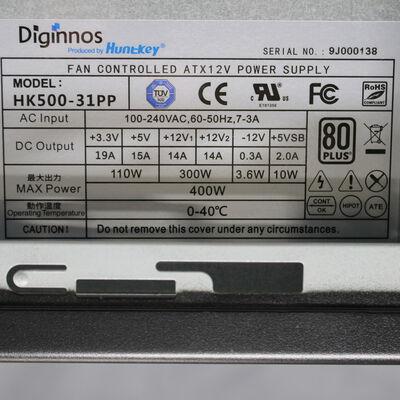 Diginnos
Produced by Huntkey®
SERIAL NO. : 9J000138
FAN CONTROLLED ATX12V POWER SUPPLY
MODEL:
HK500-31PP
TUV
CE
FC
RoHS
AC Input 100-240VAC,60-50Hz,7-3A
DC Output +3.3V +5V +12V1 +12V2 -12V +5VSB
19A 15A 14A 14A 0.3A 2.0A
最大出力 110W 300W 3.6W 10W
MAX Power 400W
動作温度
Operating Temperature 0-40℃
CAUTION! Do not remove this cover under any circumstances.
80
PLUS
CONT OK
HIPOT
ATE